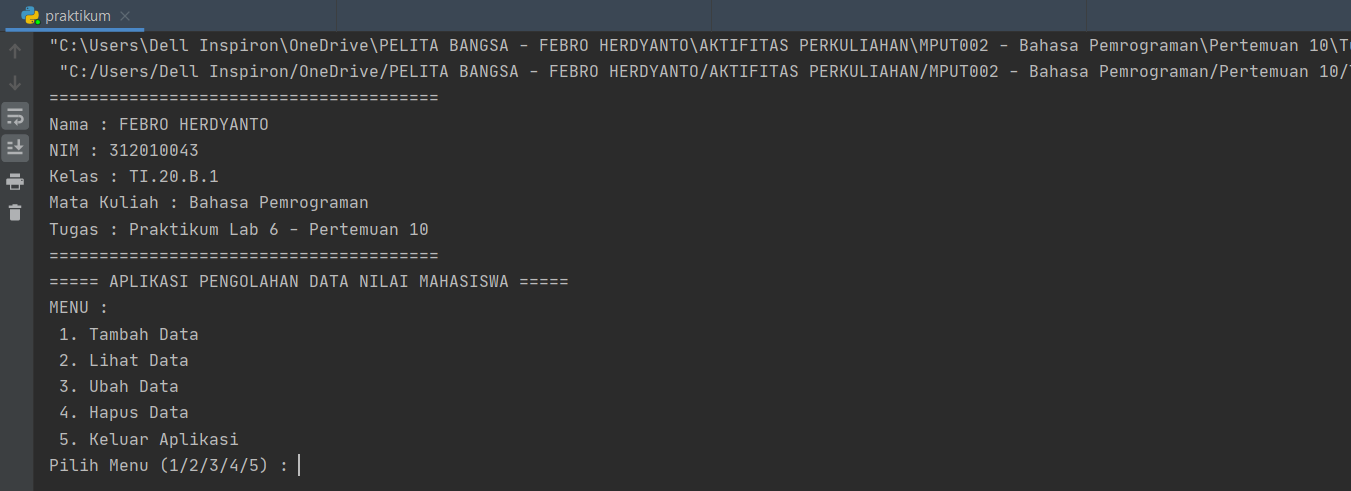 praktikum
"C:\Users\Dell Inspiron\OneDrive\PELITA BANGSA - FEBRO HERDYANTO\AKTIFITAS PERKULIAHAN\MPUT002 - Bahasa Pemrograman\Pertemuan 10\
"C:/Users/Dell Inspiron/OneDrive/PELITA BANGSA - FEBRO HERDYANTO/AKTIFITAS PERKULIAHAN/MPUT002 - Bahasa Pemrograman/Pertemuan 10/
=======================================
Nama : FEBRO HERDYANTO
NIM : 312010043
Kelas : TI.20.B.1
Mata Kuliah : Bahasa Pemrograman
Tugas : Praktikum Lab 6 - Pertemuan 10
=======================================
===== APLIKASI PENGOLAHAN DATA NILAI MAHASISWA =====
MENU :
1. Tambah Data
2. Lihat Data
3. Ubah Data
4. Hapus Data
5. Keluar Aplikasi
Pilih Menu (1/2/3/4/5) :